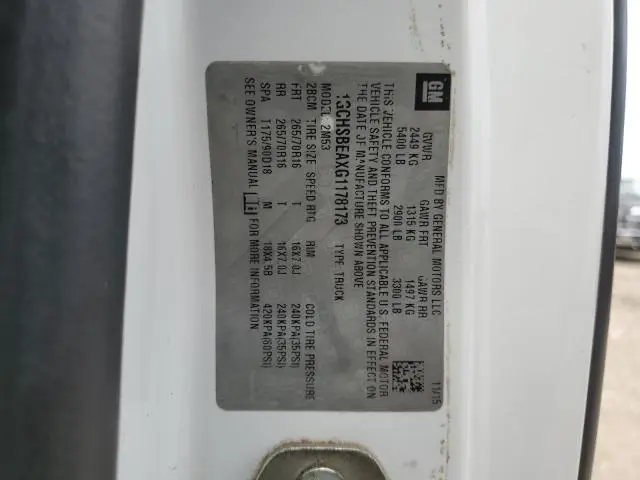 GM
MFD BY GENERAL MOTORS LLC 11/15
GVWR GAWR FRT GAWR RR
2449 KG 1315 KG 1497 KG
5400 LB 2900 LB 3300 LB
THIS VEHICLE CONFORMS TO ALL APPLICABLE U.S. FEDERAL MOTOR
VEHICLE SAFETY AND THEFT PREVENTION STANDARDS IN EFFECT ON
THE DATE OF MANUFACTURE SHOWN ABOVE
13CHSBEAXG1178173 TYPE: TRUCK
MODEL: 2M53
2BCM TIRE SIZE SPEED RTG RIM COLD TIRE PRESSURE
FRT 265/70R16 T 16X7.0J 240KPA(35PSI)
RR 265/70R16 T 16X7.0J 240KPA(35PSI)
SPA T175/90D18 M 18X4.5B 420KPA(60PSI)
SEE OWNER'S MANUAL FOR MORE INFORMATION